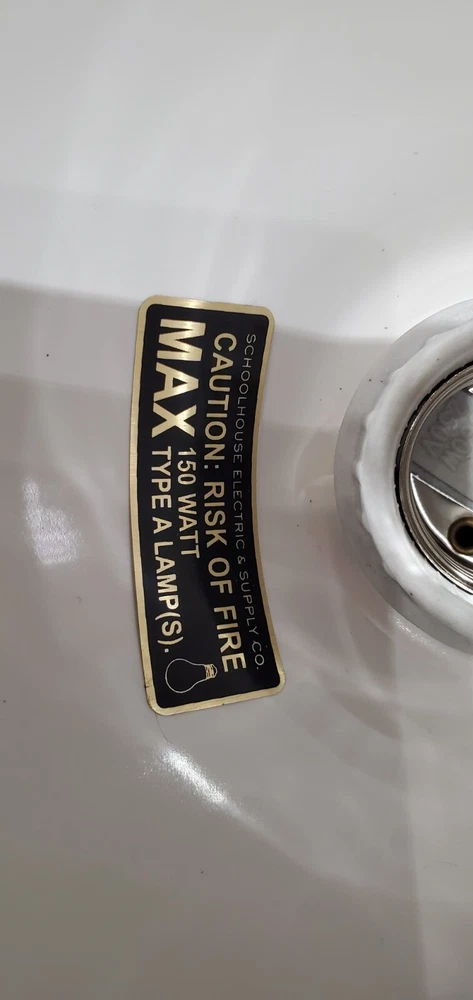 SCHOOLHOUSE ELECTRIC & SUPPLY CO.
CAUTION: RISK OF FIRE
MAX 150 WATT
TYPE A LAMP(S).